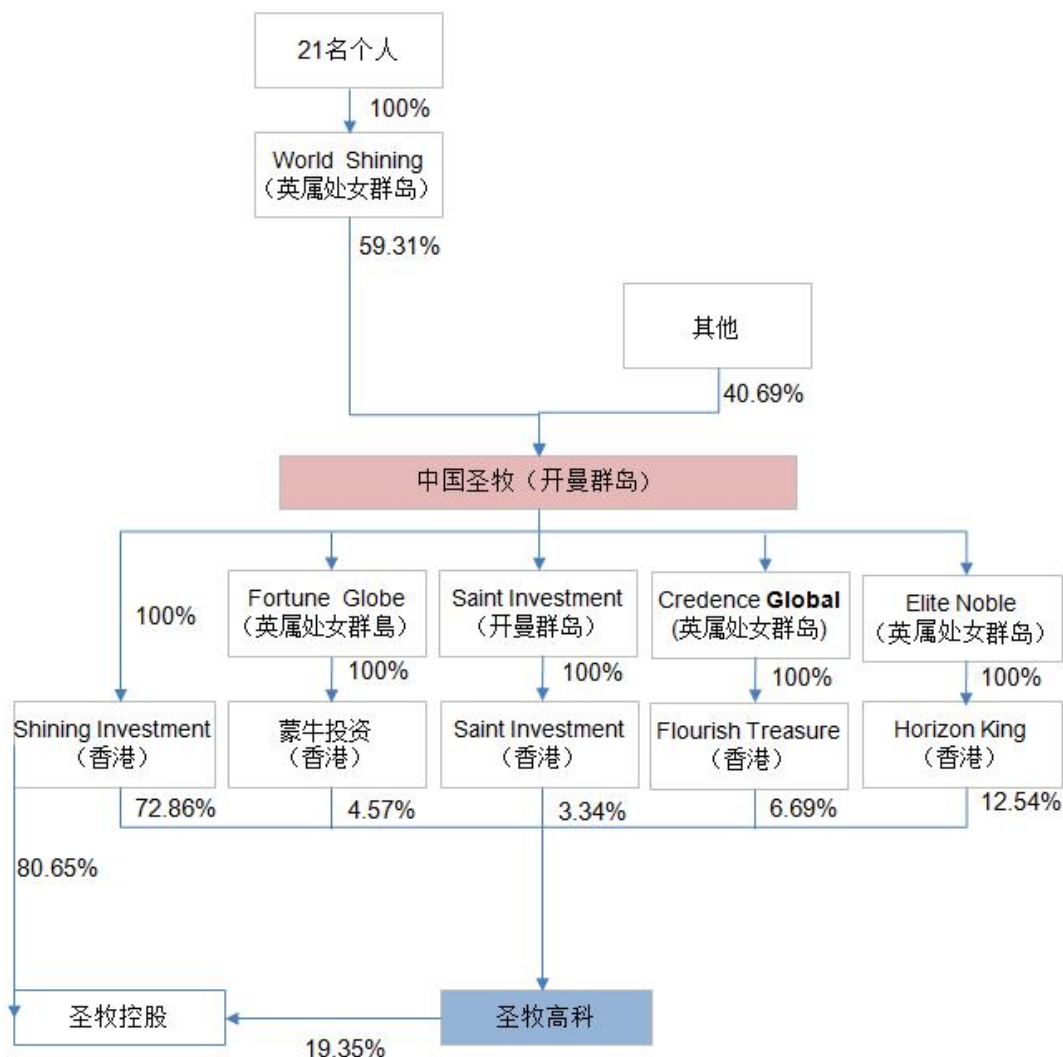 21名个人
100%
World Shining
（英属处女群岛）
59.31%
其他
40.69%
中国圣牧（开曼群岛）
100%
Fortune Globe
（英属处女群島）
100%
Saint Investment
（开曼群岛）
100%
Credence Global
(英属处女群岛)
100%
Elite Noble
（英属处女群岛）
100%
Shining Investment
（香港）
72.86%
蒙牛投资
（香港）
4.57%
Saint Investment
（香港）
3.34%
Flourish Treasure
（香港）
6.69%
Horizon King
（香港）
12.54%
80.65%
圣牧控股
19.35%
圣牧高科